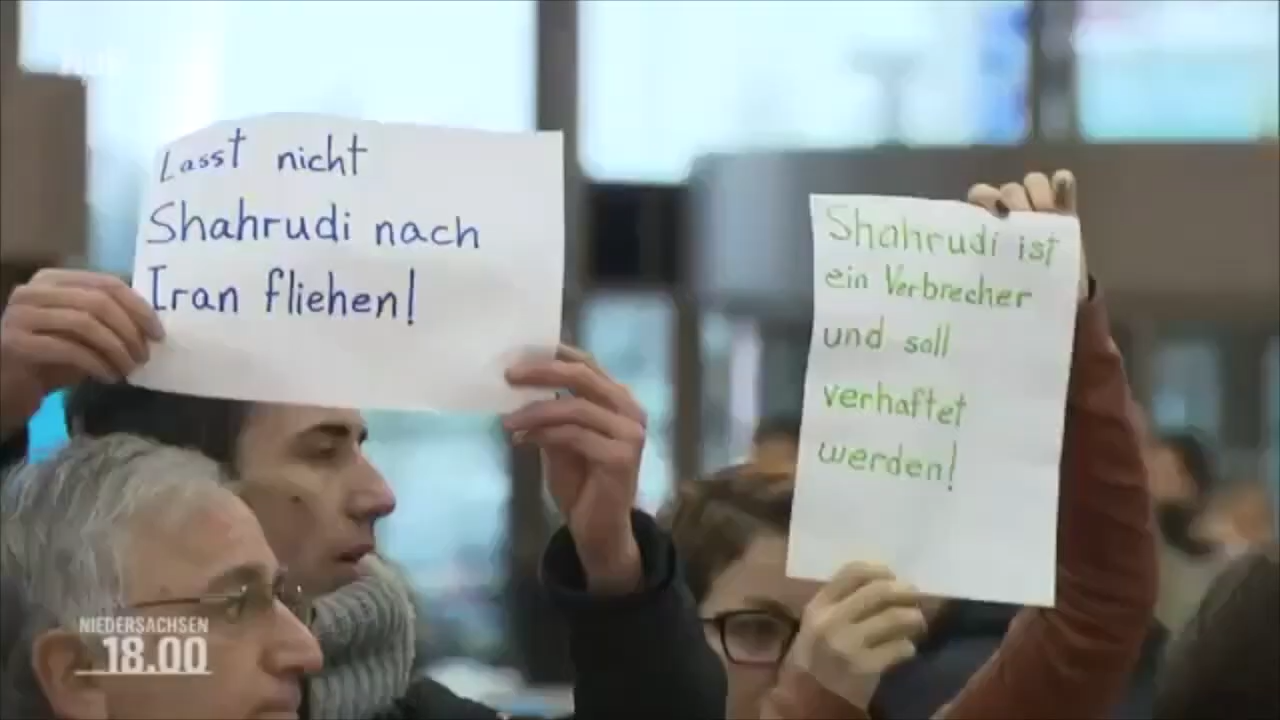 Lasst nicht
Shahrudi nach
Iran fliehen!
Shahrudi ist
ein Verbrecher
und soll
verhaftet
werden!
NIEDERSACHSEN
18.00